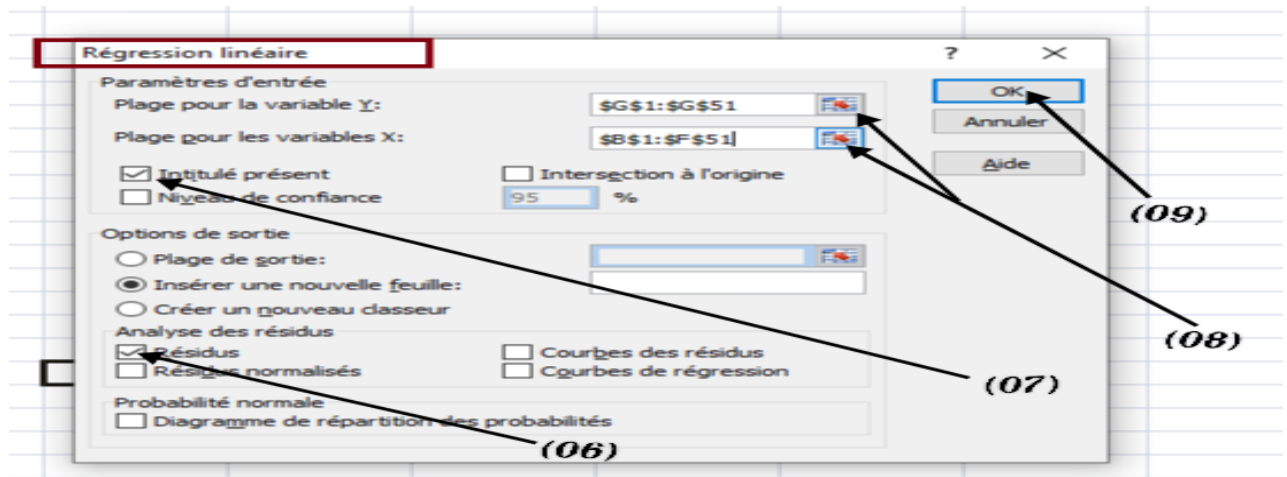 Régression linéaire ? ×
Paramètres d'entrée
Plage pour la variable Y: $G$1:$G$51 OK
Plage pour les variables X: $B$1:$F$51 Annuler
Intitulé présent Intersection à l'origine Aide
Niveau de confiance 95 %
(09)
Options de sortie
Plage de sortie:
Insérer une nouvelle feuille:
Créer un nouveau classeur
Analyse des résidus
Résidus Courbes des résidus
(08)
Résidus normalisés Courbes de régression
(07)
Probabilité normale
Diagramme de répartition des probabilités
(06)